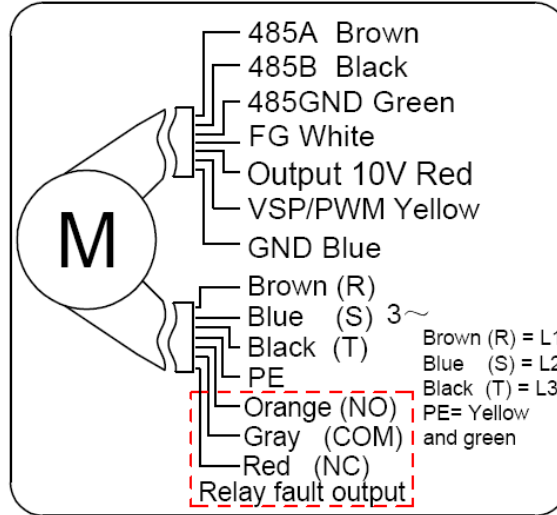 485A Brown
485B Black
485GND Green
FG White
Output 10V Red
VSP/PWM Yellow
GND Blue
M
Brown (R)
Blue (S) 3～
Black (T)
PE
Orange (NO)
Gray (COM)
Red (NC)
Relay fault output
Brown (R) = L1
Blue (S) = L2
Black (T) = L3
PE= Yellow
and green